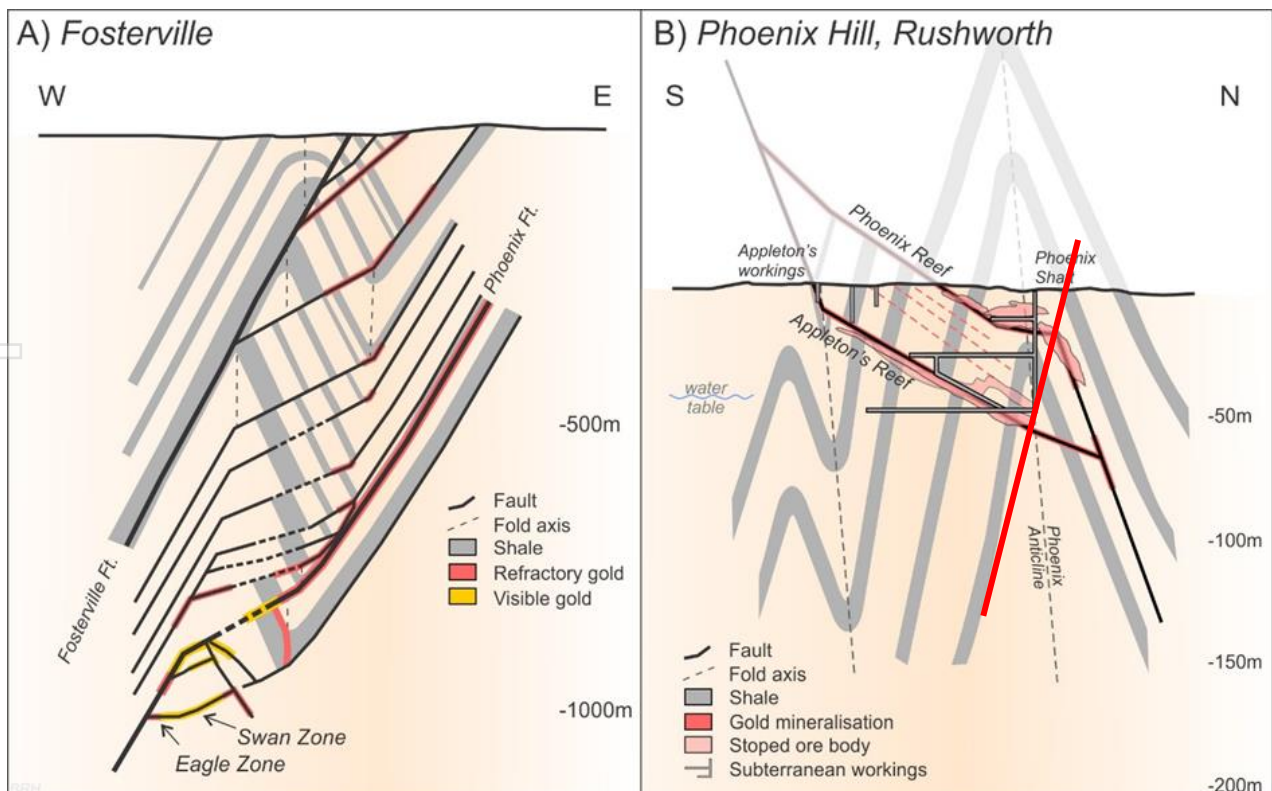 A) Fosterville
W
E
Phoenix Ft.
Fosterville Ft.
-500m
Fault
Fold axis
Shale
Refractory gold
Visible gold
-1000m
Swan Zone
Eagle Zone
B) Phoenix Hill, Rushworth
S
N
Phoenix Reef
Appleton's
workings
Phoenix
Appleton's Reef
water
table
-50m
-100m
Phoenix
Anticline
-150m
Fault
Fold axis
Shale
Gold mineralisation
Stoped ore body
Subterranean workings
-200m